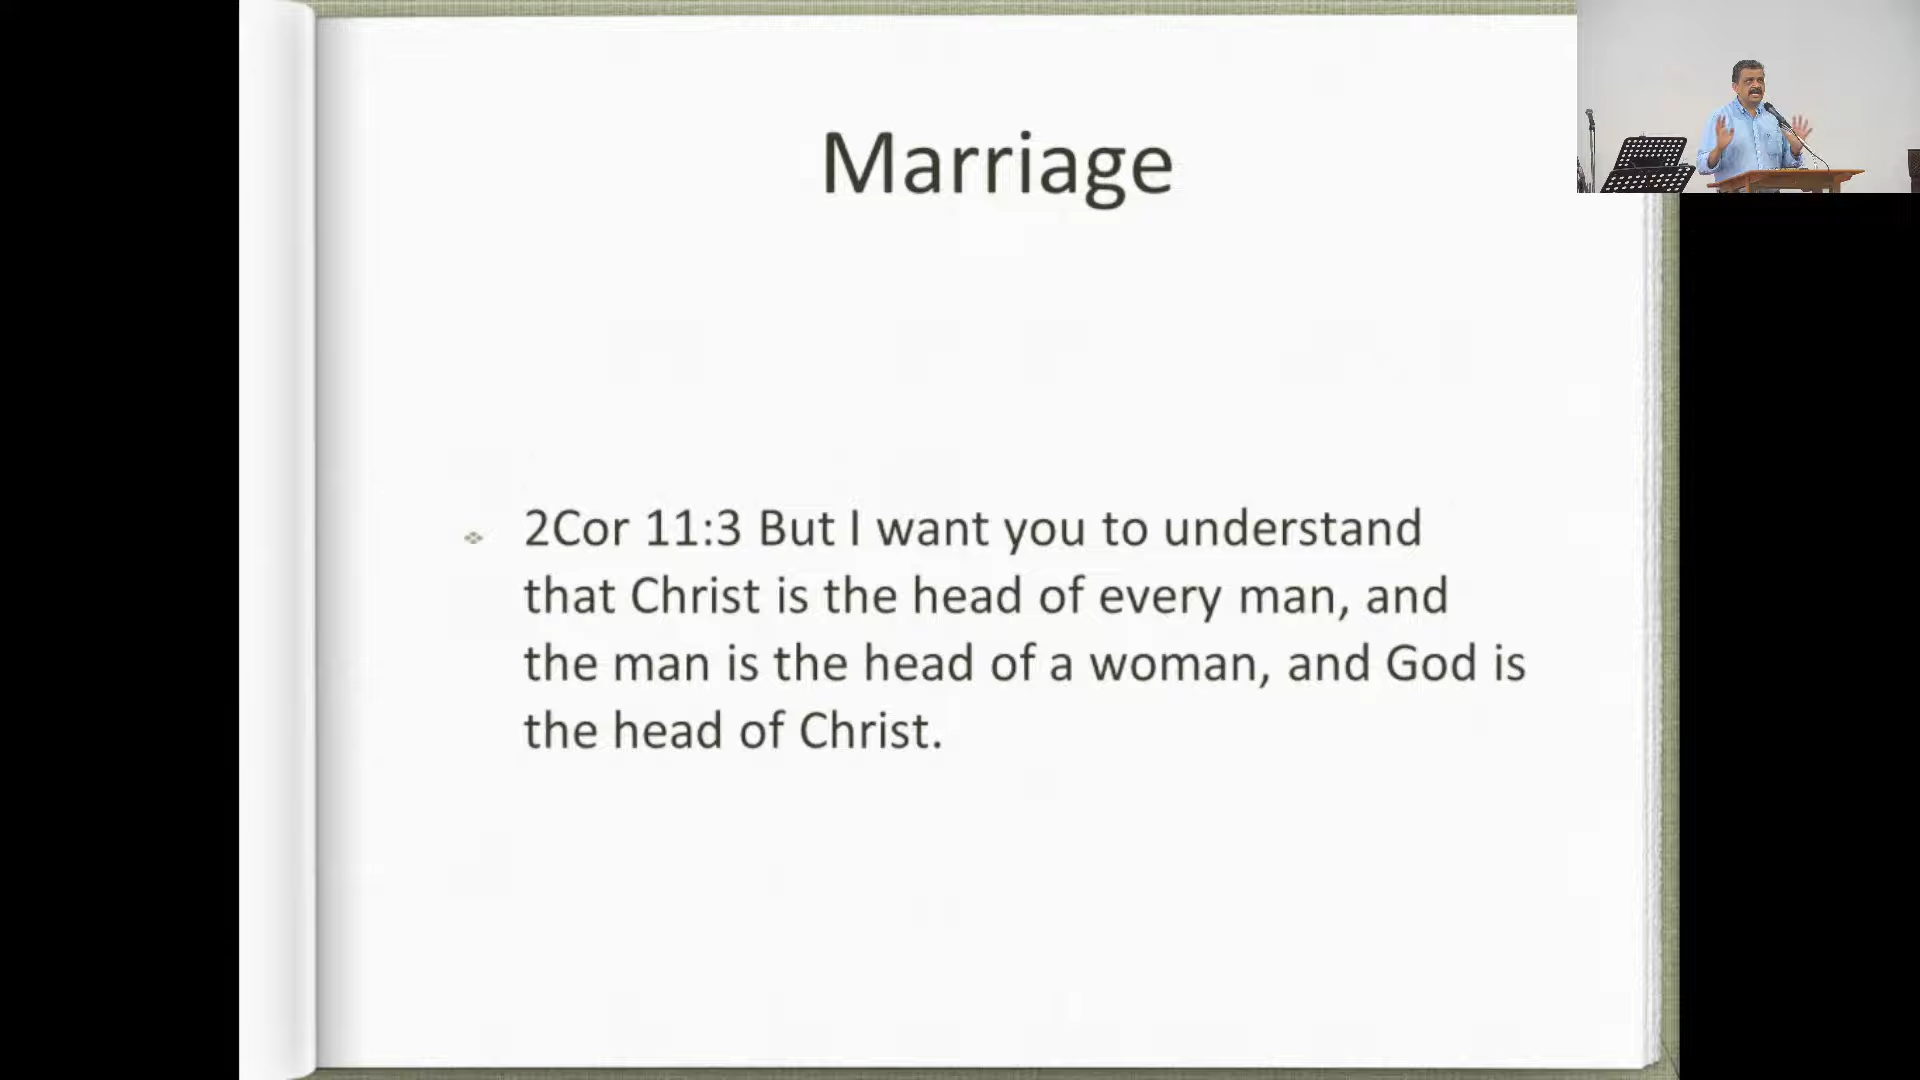 Marriage
2Cor 11:3 But I want you to understand
that Christ is the head of every man, and
the man is the head of a woman, and God is
the head of Christ.